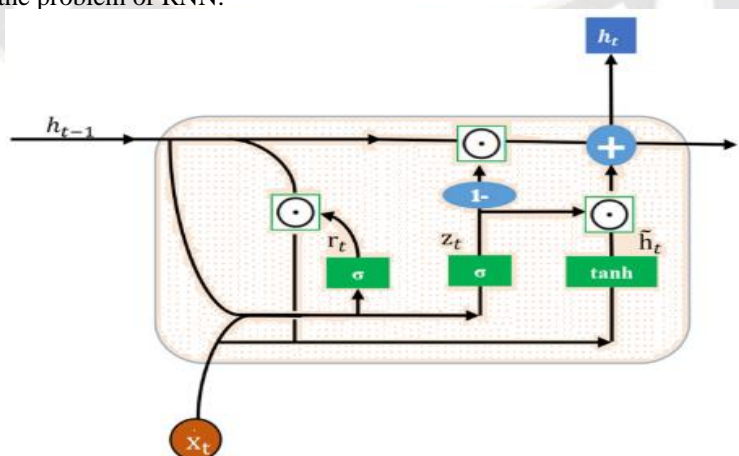 the problem of RNN.
h_t
h_{t-1}
1-
r_t
z_t
h̃_t
σ
σ
tanh
x_t